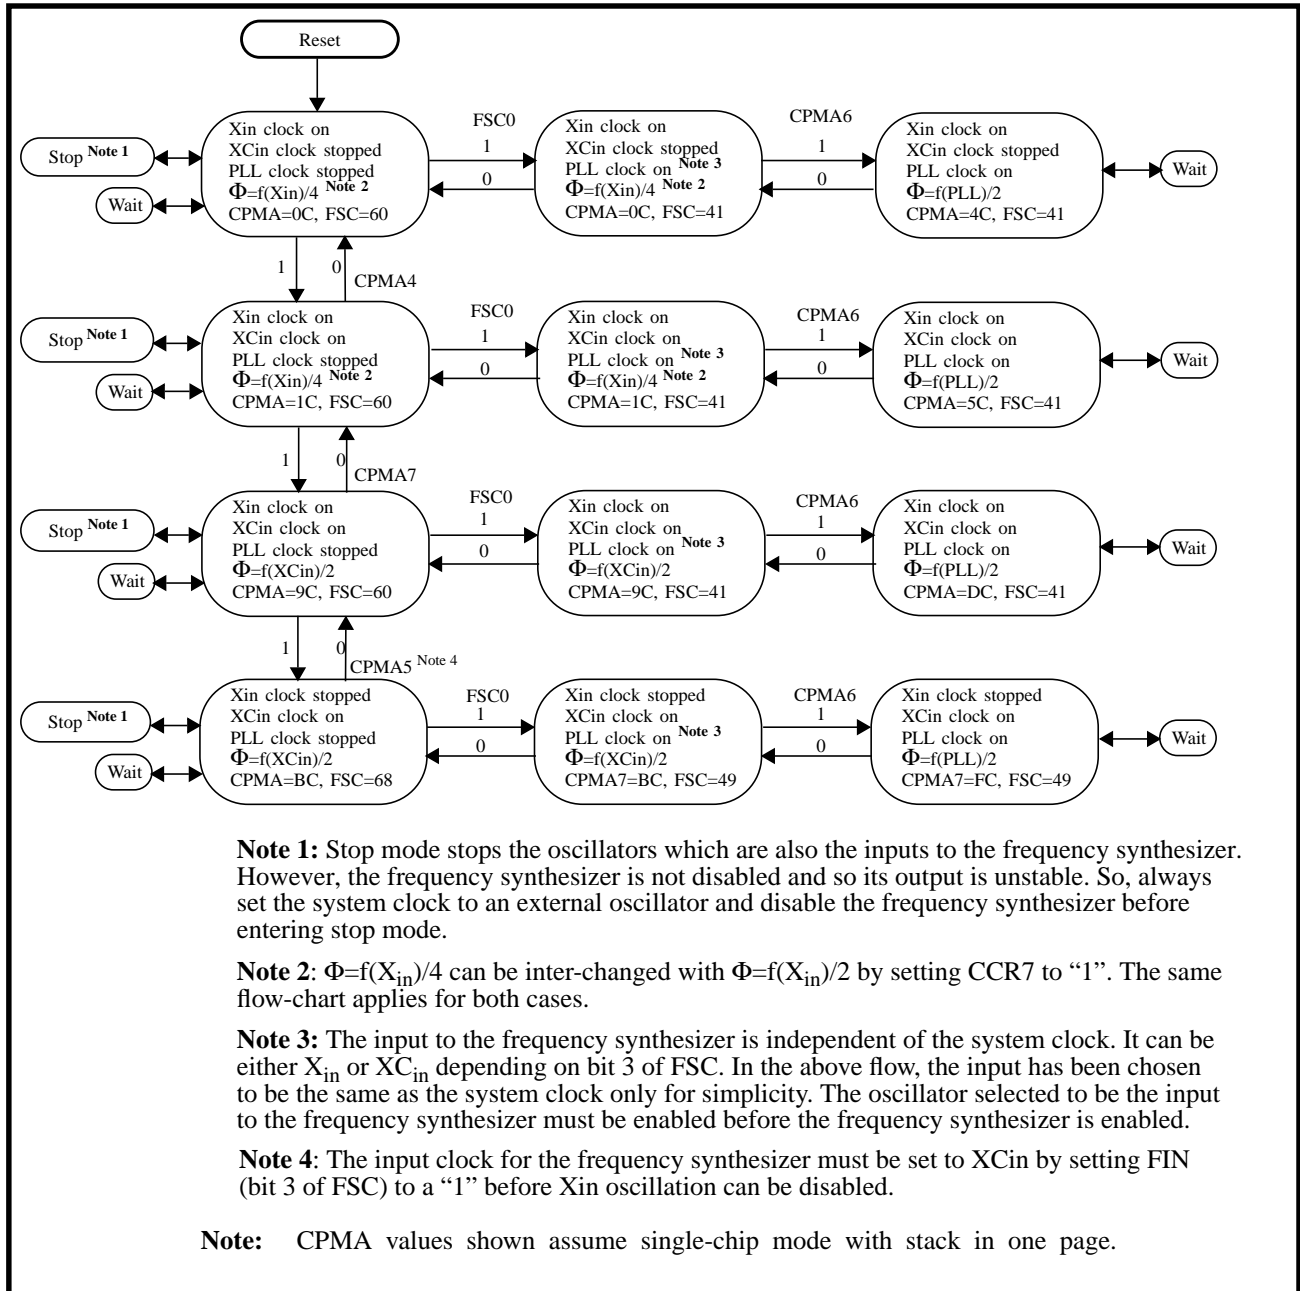 Reset
FSC0
CPMA6
Stop Note 1
Wait
Xin clock on
XCin clock stopped
PLL clock stopped
Φ=f(Xin)/4 Note 2
CPMA=0C, FSC=60
1
0
Xin clock on
XCin clock stopped
PLL clock on Note 3
Φ=f(Xin)/4 Note 2
CPMA=0C, FSC=41
1
0
Xin clock on
XCin clock stopped
PLL clock on
Φ=f(PLL)/2
CPMA=4C, FSC=41
Wait
1
0
CPMA4
FSC0
CPMA6
Stop Note 1
Wait
Xin clock on
XCin clock on
PLL clock stopped
Φ=f(Xin)/4 Note 2
CPMA=1C, FSC=60
1
0
Xin clock on
XCin clock on
PLL clock on Note 3
Φ=f(Xin)/4 Note 2
CPMA=1C, FSC=41
1
0
Xin clock on
XCin clock on
PLL clock on
Φ=f(PLL)/2
CPMA=5C, FSC=41
Wait
1
0
CPMA7
FSC0
CPMA6
Stop Note 1
Wait
Xin clock on
XCin clock on
PLL clock stopped
Φ=f(XCin)/2
CPMA=9C, FSC=60
1
0
Xin clock on
XCin clock on
PLL clock on Note 3
Φ=f(XCin)/2
CPMA=9C, FSC=41
1
0
Xin clock on
XCin clock on
PLL clock on
Φ=f(PLL)/2
CPMA=DC, FSC=41
Wait
1
0
CPMA5 Note 4
FSC0
CPMA6
Stop Note 1
Wait
Xin clock stopped
XCin clock on
PLL clock stopped
Φ=f(XCin)/2
CPMA=BC, FSC=68
1
0
Xin clock stopped
XCin clock on
PLL clock on Note 3
Φ=f(XCin)/2
CPMA7=BC, FSC=49
1
0
Xin clock stopped
XCin clock on
PLL clock on
Φ=f(PLL)/2
CPMA7=FC, FSC=49
Wait
Note 1: Stop mode stops the oscillators which are also the inputs to the frequency synthesizer.
However, the frequency synthesizer is not disabled and so its output is unstable. So, always
set the system clock to an external oscillator and disable the frequency synthesizer before
entering stop mode.
Note 2: Φ=f(Xin)/4 can be inter-changed with Φ=f(Xin)/2 by setting CCR7 to “1”. The same
flow-chart applies for both cases.
Note 3: The input to the frequency synthesizer is independent of the system clock. It can be
either Xin or XCin depending on bit 3 of FSC. In the above flow, the input has been chosen
to be the same as the system clock only for simplicity. The oscillator selected to be the input
to the frequency synthesizer must be enabled before the frequency synthesizer is enabled.
Note 4: The input clock for the frequency synthesizer must be set to XCin by setting FIN
(bit 3 of FSC) to a “1” before Xin oscillation can be disabled.
Note: CPMA values shown assume single-chip mode with stack in one page.